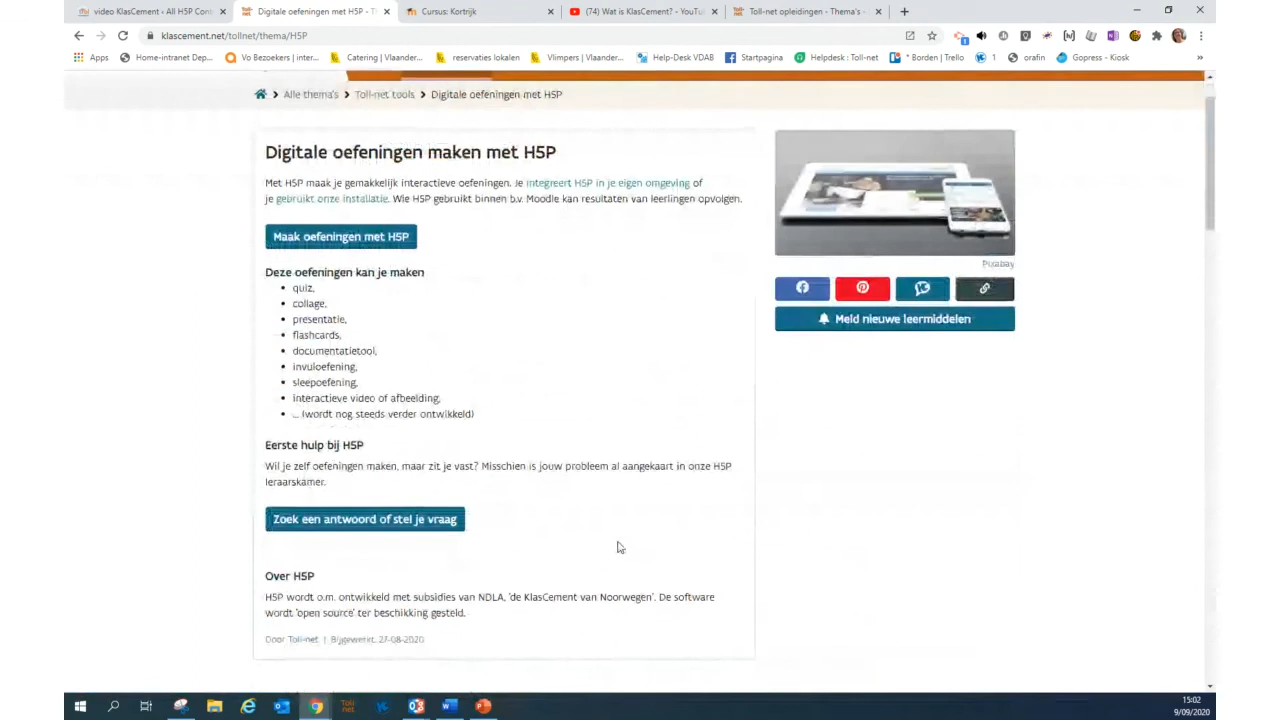 video KlasCement ‹ All H5P Cont
Digitale oefeningen met H5P - T
Cursus: Kortrijk
(74) Wat is KlasCement? - YouTu
Toll-net opleidingen - Thema's -
klascement.net/tollnet/thema/H5P
Apps
Home-intranet Dep...
Vo Bezoekers | inter...
Catering | Vlaander...
reservaties lokalen
Vlimpers | Vlaander...
Help-Desk VDAB
Startpagina
Helpdesk : Toll-net
* Borden | Trello
1
orafin
Gopress - Kiosk
»
Alle thema's > Toll-net tools > Digitale oefeningen met H5P
Digitale oefeningen maken met H5P
Met H5P maak je gemakkelijk interactieve oefeningen. Je integreert H5P in je eigen omgeving of
je gebruikt onze installatie. Wie H5P gebruikt binnen b.v. Moodle kan resultaten van leerlingen opvolgen.
Maak oefeningen met H5P
Deze oefeningen kan je maken
• quiz,
• collage,
• presentatie,
• flashcards,
• documentatietool,
• invuloefening,
• sleepoefening,
• interactieve video of afbeelding,
• ... (wordt nog steeds verder ontwikkeld)
Eerste hulp bij H5P
Wil je zelf oefeningen maken, maar zit je vast? Misschien is jouw probleem al aangekaart in onze H5P
leraarskamer.
Zoek een antwoord of stel je vraag
Over H5P
H5P wordt o.m. ontwikkeld met subsidies van NDLA, 'de KlasCement van Noorwegen'. De software
wordt 'open source' ter beschikking gesteld.
Door Toll-net | Bijgewerkt: 27-08-2020
Pixabay
Meld nieuwe leermiddelen
Toll
net
15:02
9/09/2020